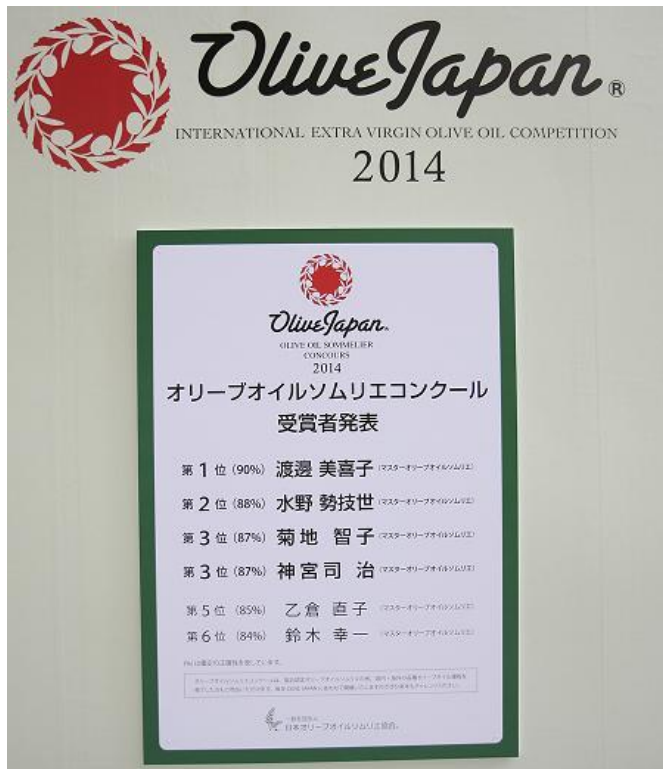 OliveJapan®
INTERNATIONAL EXTRA VIRGIN OLIVE OIL COMPETITION
2014
OliveJapan®
OLIVE OIL SOMMELIER
CONCOURS
2014
オリーブオイルソムリエコンクール
受賞者発表
第1位 (90%) 渡邊 美喜子 (マスターオリーブオイルソムリエ)
第2位 (88%) 水野 勢技世 (マスターオリーブオイルソムリエ)
第3位 (87%) 菊地 智子 (マスターオリーブオイルソムリエ)
第3位 (87%) 神宮司 治 (マスターオリーブオイルソムリエ)
第5位 (85%) 乙倉 直子 (マスターオリーブオイルソムリエ)
第6位 (84%) 鈴木 幸一 (マスターオリーブオイルソムリエ)
一般社団法人
日本オリーブオイルソムリエ協会®